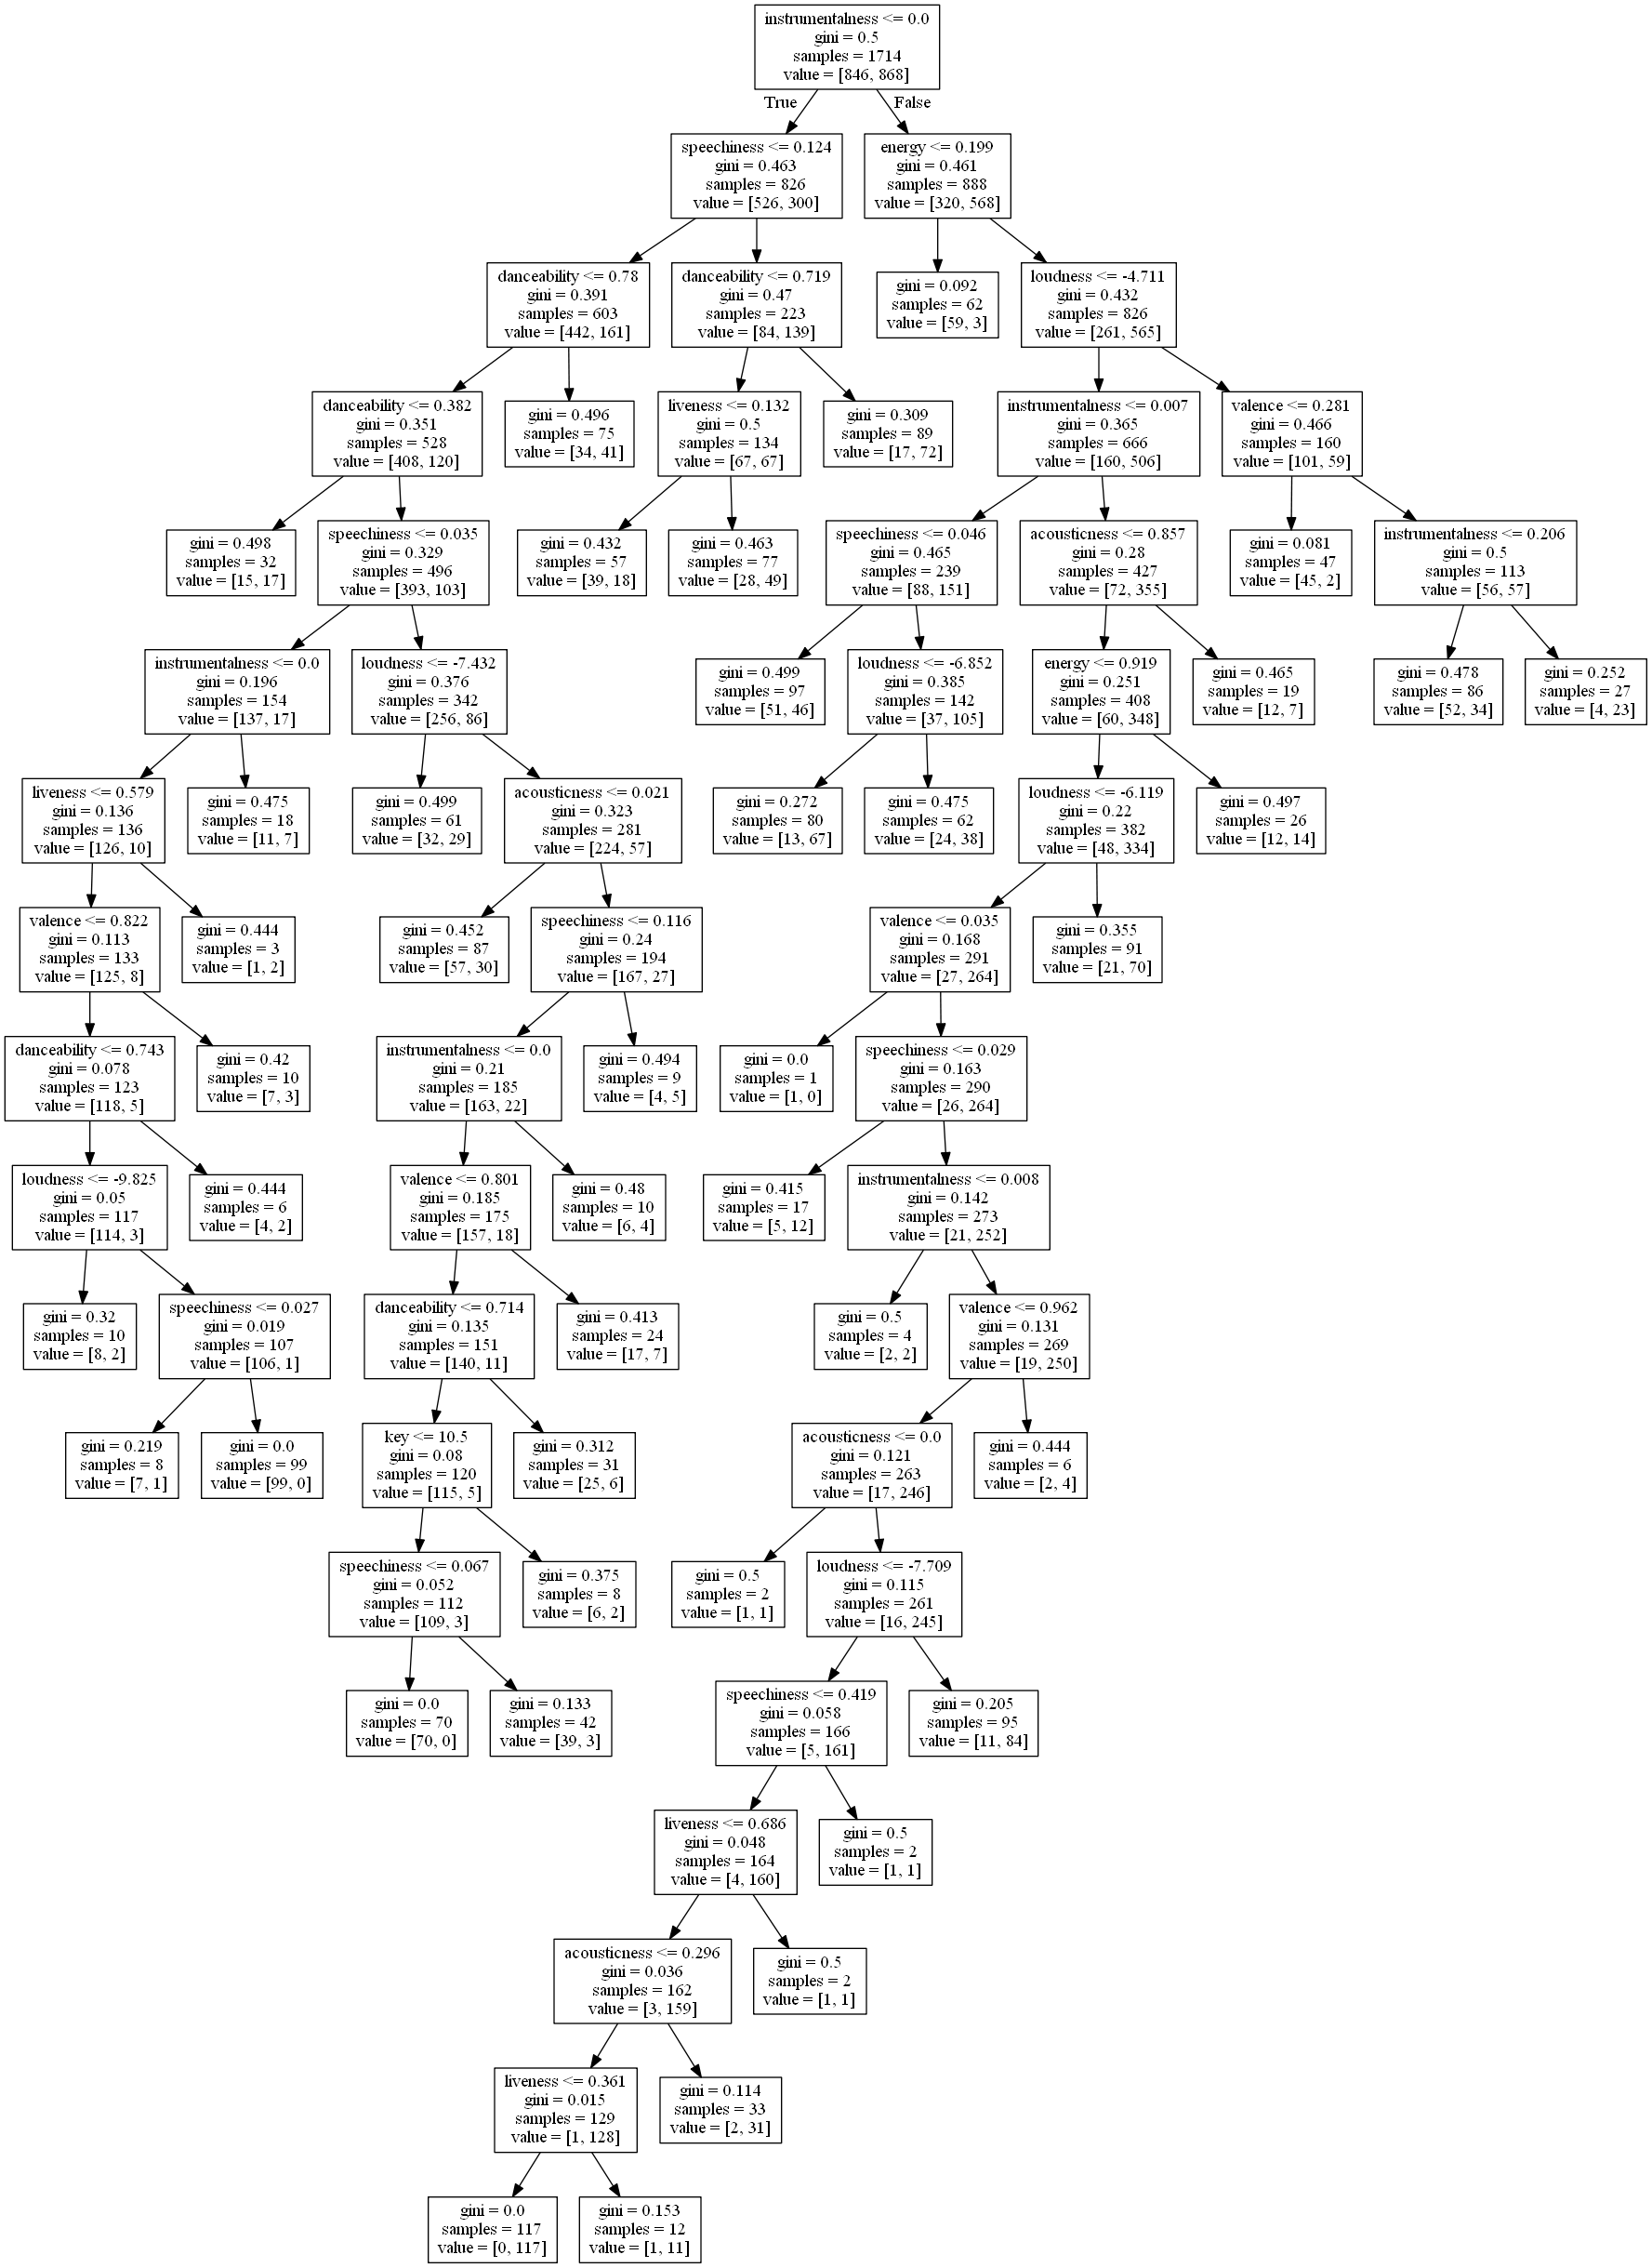 instrumentalness <= 0.0
gini = 0.5
samples = 1714
value = [846, 868]
True
False
speechiness <= 0.124
gini = 0.463
samples = 826
value = [526, 300]
energy <= 0.199
gini = 0.461
samples = 888
value = [320, 568]
danceability <= 0.78
gini = 0.391
samples = 603
value = [442, 161]
danceability <= 0.719
gini = 0.47
samples = 223
value = [84, 139]
gini = 0.092
samples = 62
value = [59, 3]
loudness <= -4.711
gini = 0.432
samples = 826
value = [261, 565]
danceability <= 0.382
gini = 0.351
samples = 528
value = [408, 120]
gini = 0.496
samples = 75
value = [34, 41]
liveness <= 0.132
gini = 0.5
samples = 134
value = [67, 67]
gini = 0.309
samples = 89
value = [17, 72]
instrumentalness <= 0.007
gini = 0.365
samples = 666
value = [160, 506]
valence <= 0.281
gini = 0.466
samples = 160
value = [101, 59]
gini = 0.498
samples = 32
value = [15, 17]
speechiness <= 0.035
gini = 0.329
samples = 496
value = [393, 103]
gini = 0.432
samples = 57
value = [39, 18]
gini = 0.463
samples = 77
value = [28, 49]
speechiness <= 0.046
gini = 0.465
samples = 239
value = [88, 151]
acousticness <= 0.857
gini = 0.28
samples = 427
value = [72, 355]
gini = 0.081
samples = 47
value = [45, 2]
instrumentalness <= 0.206
gini = 0.5
samples = 113
value = [56, 57]
instrumentalness <= 0.0
gini = 0.196
samples = 154
value = [137, 17]
loudness <= -7.432
gini = 0.376
samples = 342
value = [256, 86]
gini = 0.499
samples = 97
value = [51, 46]
loudness <= -6.852
gini = 0.385
samples = 142
value = [37, 105]
energy <= 0.919
gini = 0.251
samples = 408
value = [60, 348]
gini = 0.465
samples = 19
value = [12, 7]
gini = 0.478
samples = 86
value = [52, 34]
gini = 0.252
samples = 27
value = [4, 23]
liveness <= 0.579
gini = 0.136
samples = 136
value = [126, 10]
gini = 0.475
samples = 18
value = [11, 7]
gini = 0.499
samples = 61
value = [32, 29]
acousticness <= 0.021
gini = 0.323
samples = 281
value = [224, 57]
gini = 0.272
samples = 80
value = [13, 67]
gini = 0.475
samples = 62
value = [24, 38]
loudness <= -6.119
gini = 0.22
samples = 382
value = [48, 334]
gini = 0.497
samples = 26
value = [12, 14]
valence <= 0.822
gini = 0.113
samples = 133
value = [125, 8]
gini = 0.444
samples = 3
value = [1, 2]
gini = 0.452
samples = 87
value = [57, 30]
speechiness <= 0.116
gini = 0.24
samples = 194
value = [167, 27]
valence <= 0.035
gini = 0.168
samples = 291
value = [27, 264]
gini = 0.355
samples = 91
value = [21, 70]
danceability <= 0.743
gini = 0.078
samples = 123
value = [118, 5]
gini = 0.42
samples = 10
value = [7, 3]
instrumentalness <= 0.0
gini = 0.21
samples = 185
value = [163, 22]
gini = 0.494
samples = 9
value = [4, 5]
gini = 0.0
samples = 1
value = [1, 0]
speechiness <= 0.029
gini = 0.163
samples = 290
value = [26, 264]
loudness <= -9.825
gini = 0.05
samples = 117
value = [114, 3]
gini = 0.444
samples = 6
value = [4, 2]
valence <= 0.801
gini = 0.185
samples = 175
value = [157, 18]
gini = 0.48
samples = 10
value = [6, 4]
gini = 0.415
samples = 17
value = [5, 12]
instrumentalness <= 0.008
gini = 0.142
samples = 273
value = [21, 252]
gini = 0.32
samples = 10
value = [8, 2]
speechiness <= 0.027
gini = 0.019
samples = 107
value = [106, 1]
danceability <= 0.714
gini = 0.135
samples = 151
value = [140, 11]
gini = 0.413
samples = 24
value = [17, 7]
gini = 0.5
samples = 4
value = [2, 2]
valence <= 0.962
gini = 0.131
samples = 269
value = [19, 250]
gini = 0.219
samples = 8
value = [7, 1]
gini = 0.0
samples = 99
value = [99, 0]
key <= 10.5
gini = 0.08
samples = 120
value = [115, 5]
gini = 0.312
samples = 31
value = [25, 6]
acousticness <= 0.0
gini = 0.121
samples = 263
value = [17, 246]
gini = 0.444
samples = 6
value = [2, 4]
speechiness <= 0.067
gini = 0.052
samples = 112
value = [109, 3]
gini = 0.375
samples = 8
value = [6, 2]
gini = 0.5
samples = 2
value = [1, 1]
loudness <= -7.709
gini = 0.115
samples = 261
value = [16, 245]
gini = 0.0
samples = 70
value = [70, 0]
gini = 0.133
samples = 42
value = [39, 3]
speechiness <= 0.419
gini = 0.058
samples = 166
value = [5, 161]
gini = 0.205
samples = 95
value = [11, 84]
liveness <= 0.686
gini = 0.048
samples = 164
value = [4, 160]
gini = 0.5
samples = 2
value = [1, 1]
acousticness <= 0.296
gini = 0.036
samples = 162
value = [3, 159]
gini = 0.5
samples = 2
value = [1, 1]
liveness <= 0.361
gini = 0.015
samples = 129
value = [1, 128]
gini = 0.114
samples = 33
value = [2, 31]
gini = 0.0
samples = 117
value = [0, 117]
gini = 0.153
samples = 12
value = [1, 11]